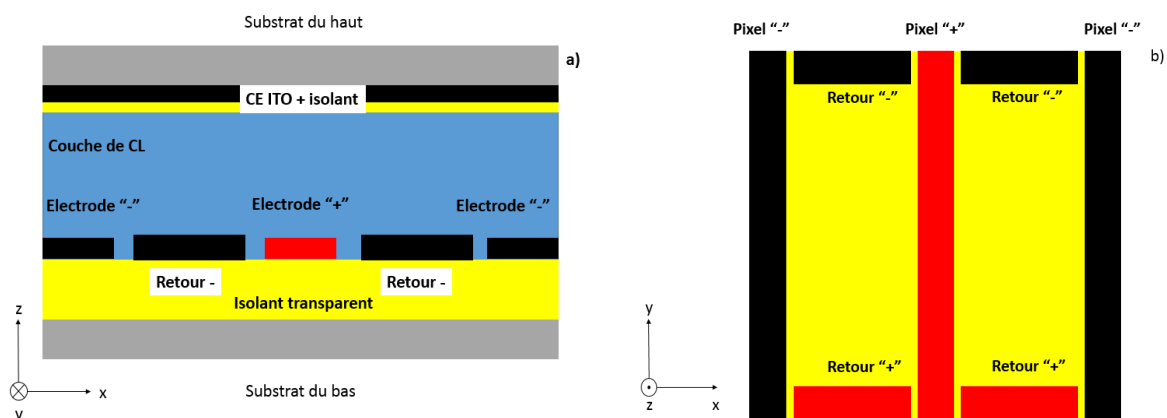 Substrat du haut
a)
CE ITO + isolant
Couche de CL
Electrode “-”
Electrode “+”
Electrode “-”
Retour -
Retour -
Isolant transparent
z
x
y
Substrat du bas
Pixel “-”
Pixel “+”
Pixel “-”
b)
Retour “-”
Retour “-”
Retour “+”
Retour “+”
y
z
x